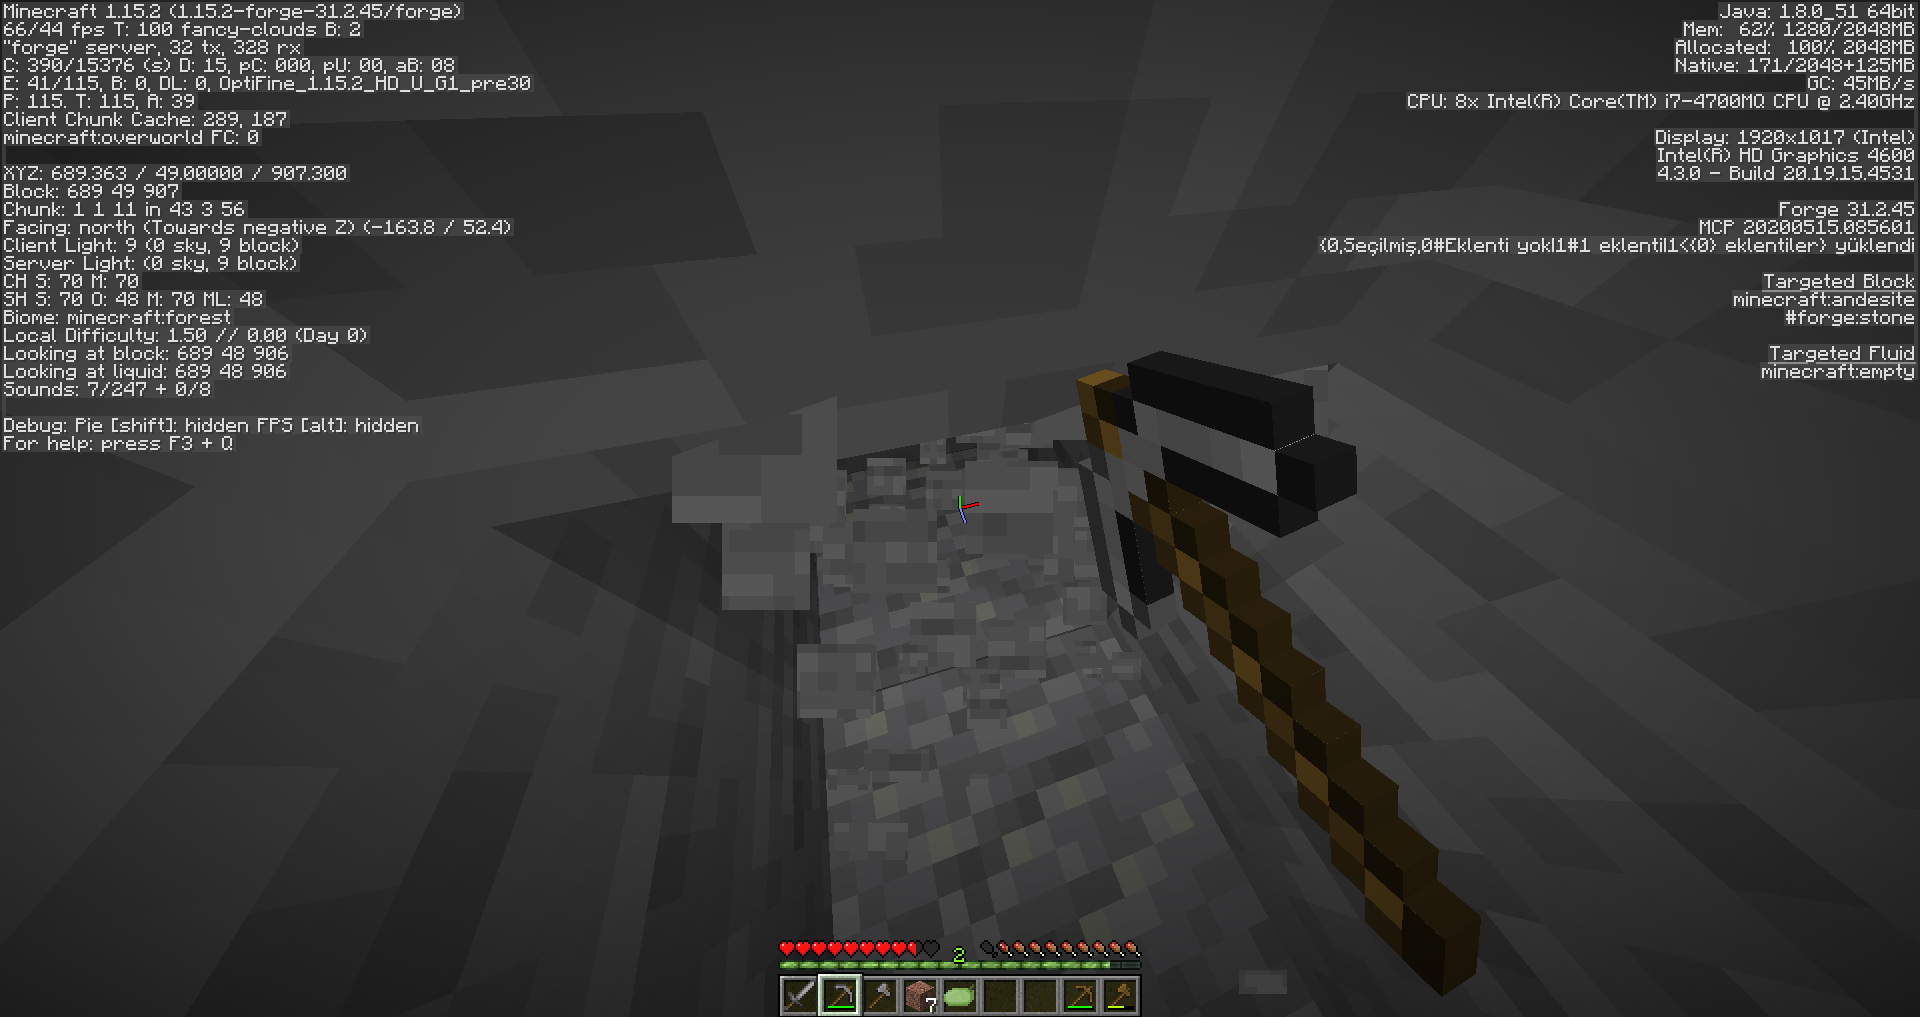 Minecraft 1.15.2 (1.15.2-forge-31.2.45/forge)
66/44 fps T: 100 fancy-clouds B: 2
"forge" server, 32 tx, 328 rx
C: 390/15376 (s) D: 15, pC: 000, pU: 00, aB: 08
E: 41/115, B: 0, DL: 0, OptiFine_1.15.2_HD_U_G1_pre30
P: 115. T: 115, A: 39
Client Chunk Cache: 289, 187
minecraft:overworld FC: 0
XYZ: 689.363 / 49.00000 / 907.300
Block: 689 49 907
Chunk: 1 1 11 in 43 3 56
Facing: north (Towards negative Z) (-163.8 / 52.4)
Client Light: 9 (0 sky, 9 block)
Server Light: (0 sky, 9 block)
CH S: 70 M: 70
SH S: 70 O: 48 M: 70 ML: 48
Biome: minecraft:forest
Local Difficulty: 1.50 // 0.00 (Day 0)
Looking at block: 689 48 906
Looking at liquid: 689 48 906
Sounds: 7/247 + 0/8
Debug: Pie [shift]: hidden FPS [alt]: hidden
For help: press F3 + Q
Java: 1.8.0_51 64bit
Mem: 62% 1280/2048MB
Allocated: 100% 2048MB
Native: 171/2048+125MB
GC: 45MB/s
CPU: 8x Intel(R) Core(TM) i7-4700MQ CPU @ 2.40GHz
Display: 1920x1017 (Intel)
Intel(R) HD Graphics 4600
4.3.0 - Build 20.19.15.4531
Forge 31.2.45
MCP 20200515.085601
{0,Seçilmiş,0#Eklenti yokl1#1 eklentil1<{0} eklentiler} yüklendi
Targeted Block
minecraft:andesite
#forge:stone
Targeted Fluid
minecraft:empty
2
7